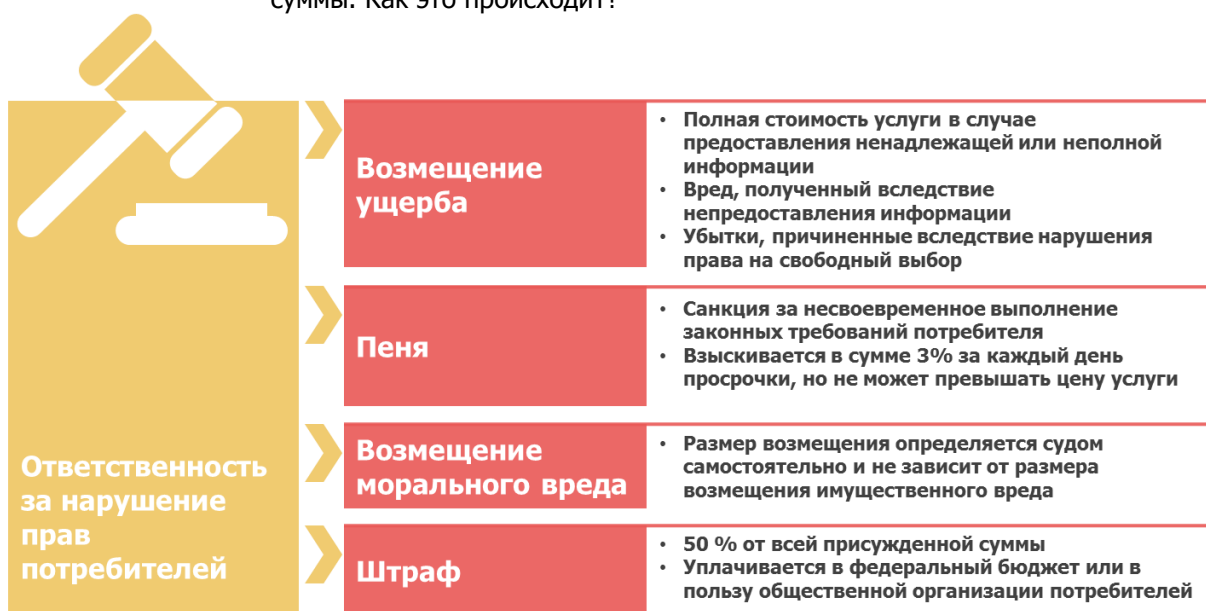 суммы. Как это происходит?
Ответственность
за нарушение
прав
потребителей
Возмещение
ущерба
• Полная стоимость услуги в случае
предоставления ненадлежащей или неполной
информации
• Вред, полученный вследствие
непредоставления информации
• Убытки, причиненные вследствие нарушения
права на свободный выбор
Пеня
• Санкция за несвоевременное выполнение
законных требований потребителя
• Взыскивается в сумме 3% за каждый день
просрочки, но не может превышать цену услуги
Возмещение
морального вреда
• Размер возмещения определяется судом
самостоятельно и не зависит от размера
возмещения имущественного вреда
Штраф
• 50 % от всей присужденной суммы
• Уплачивается в федеральный бюджет или в
пользу общественной организации потребителей